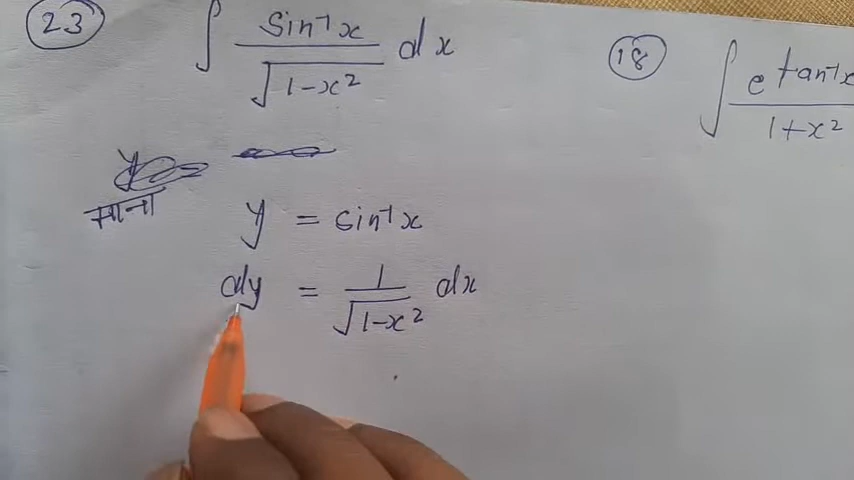 (23) ∫ sin⁻¹x / √(1-x²) dx
(18) ∫ e tan⁻¹x / 1+x²
माना
y = sin⁻¹x
dy = 1 / √(1-x²) dx